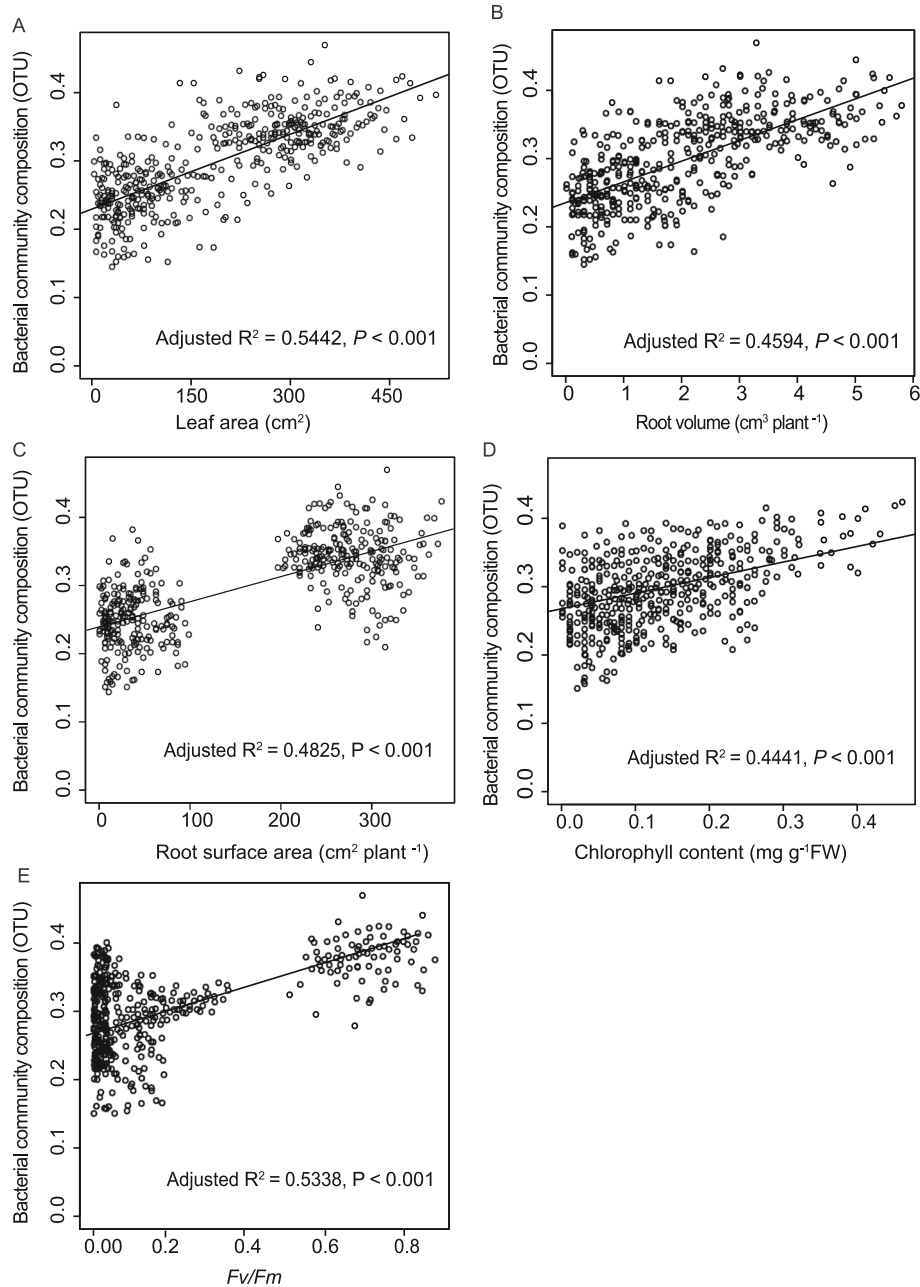 A
Bacterial community composition (OTU)
0.4
0.3
0.2
0.1
0.0
Adjusted R² = 0.5442, P < 0.001
0 150 300 450
Leaf area (cm²)
B
Bacterial community composition (OTU)
0.4
0.3
0.2
0.1
0.0
Adjusted R² = 0.4594, P < 0.001
0 1 2 3 4 5 6
Root volume (cm³ plant⁻¹)
C
Bacterial community composition (OTU)
0.4
0.3
0.2
0.1
0.0
Adjusted R² = 0.4825, P < 0.001
0 100 200 300
Root surface area (cm² plant⁻¹)
D
Bacterial community composition (OTU)
0.4
0.3
0.2
0.1
0.0
Adjusted R² = 0.4441, P < 0.001
0.0 0.1 0.2 0.3 0.4
Chlorophyll content (mg g⁻¹FW)
E
Bacterial community composition (OTU)
0.4
0.3
0.2
0.1
0.0
Adjusted R² = 0.5338, P < 0.001
0.00 0.2 0.4 0.6 0.8
Fv/Fm